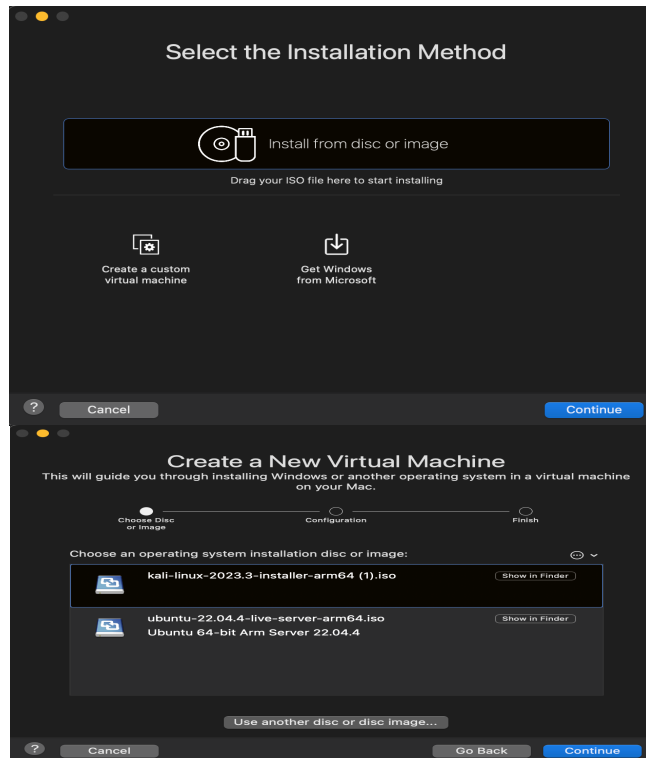 Select the Installation Method
Install from disc or image
Drag your ISO file here to start installing
Create a custom
virtual machine
Get Windows
from Microsoft
?
Cancel
Continue
Create a New Virtual Machine
This will guide you through installing Windows or another operating system in a virtual machine
on your Mac.
Choose Disc
or Image
Configuration
Finish
Choose an operating system installation disc or image:
kali-linux-2023.3-installer-arm64 (1).iso
Show in Finder
ubuntu-22.04.4-live-server-arm64.iso
Show in Finder
Ubuntu 64-bit Arm Server 22.04.4
Use another disc or disc image...
?
Cancel
Go Back
Continue